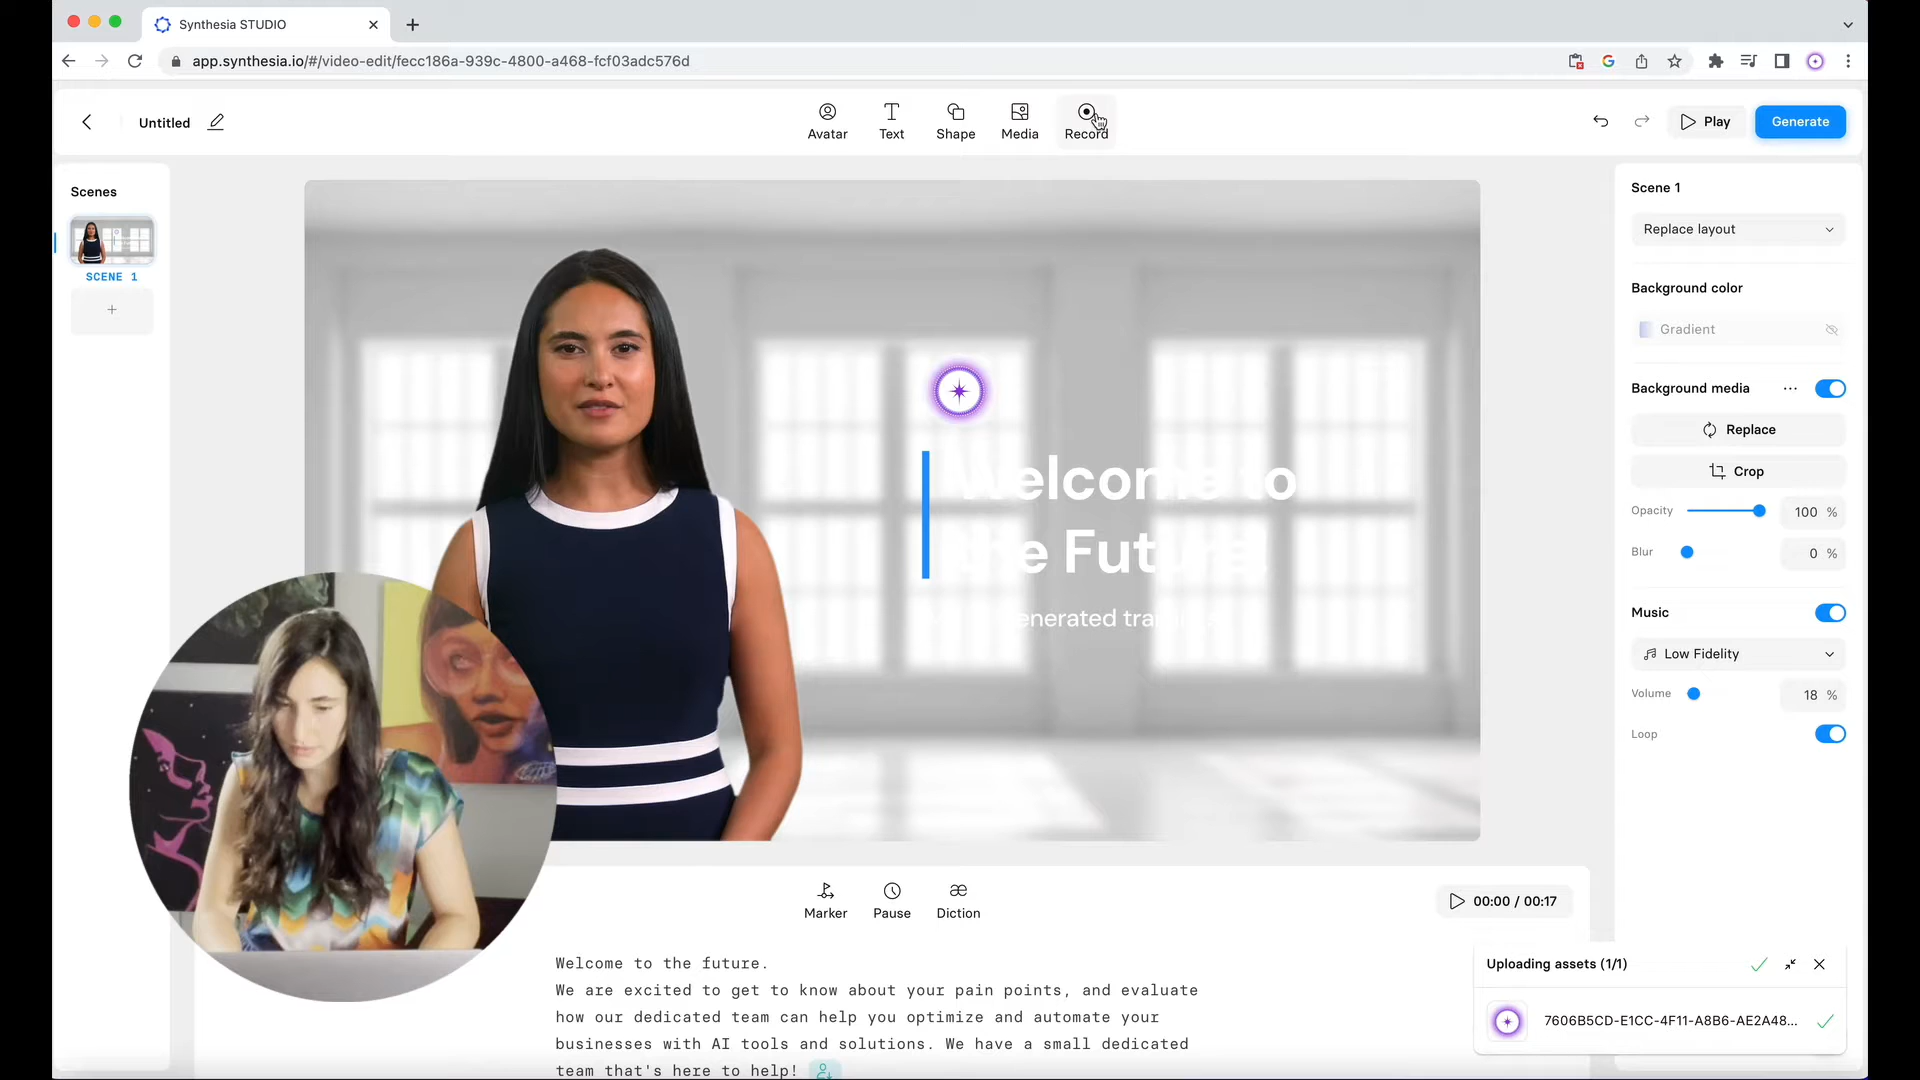 Synthesia STUDIO
app.synthesia.io/#/video-edit/fecc186a-939c-4800-a468-fcf03adc576d
Untitled
Avatar
Text
Shape
Media
Record
Play
Generate
Scenes
SCENE 1
Welcome to
the Future!
enerated
Scene 1
Replace layout
Background color
Gradient
Background media
Replace
Crop
Opacity
100 %
Blur
0 %
Music
Low Fidelity
Volume
18 %
Loop
Marker
Pause
Diction
00:00 / 00:17
Welcome to the future.
We are excited to get to know about your pain points, and evaluate
how our dedicated team can help you optimize and automate your
businesses with AI tools and solutions. We have a small dedicated
team that's here to help!
Uploading assets (1/1)
7606B5CD-E1CC-4F11-A8B6-AE2A48...